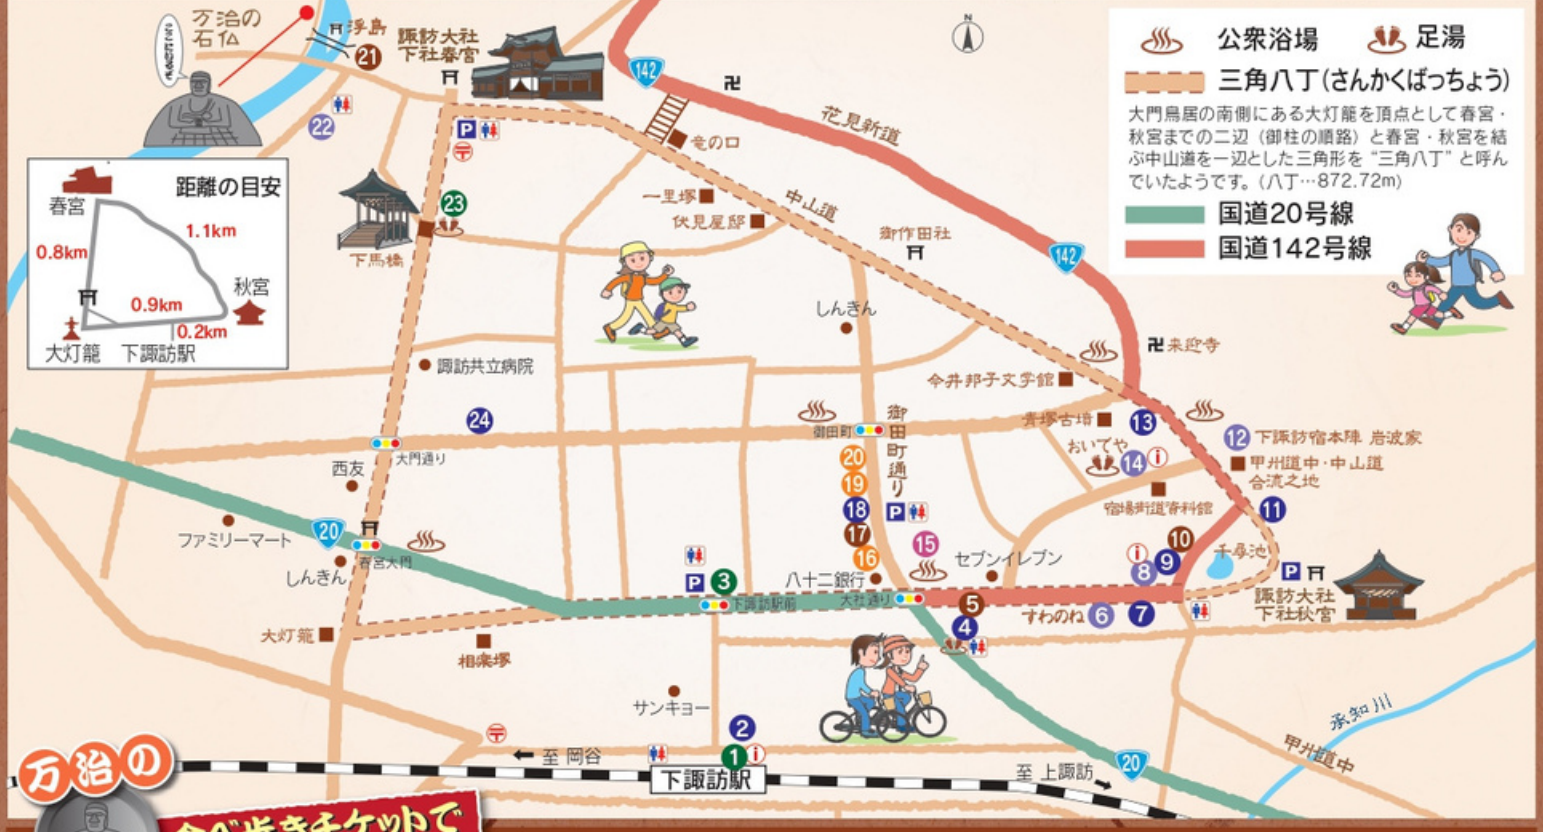 万治の
石仏
浮島
21
諏訪大社
下社春宮
N
142
卍
花見新道
公衆浴場
足湯
三角八丁(さんかくばっちょう)
大門鳥居の南側にある大灯籠を頂点として春宮・
秋宮までの二辺（御柱の順路）と春宮・秋宮を結
ぶ中山道を一辺とした三角形を“三角八丁”と呼ん
でいたようです。(八丁…872.72m)
国道20号線
国道142号線
22
P
竜の口
距離の目安
春宮
1.1km
0.8km
秋宮
0.9km
0.2km
大灯籠
下諏訪駅
23
下馬橋
一里塚
伏見屋邸
中山道
御作田社
142
しんきん
卍来迎寺
諏訪共立病院
今井邦子文学館
24
青塚古墳
13
御田町
御田町通り
12 下諏訪宿本陣 岩波家
おいでや
14
i
甲州道中・中山道
合流之地
大門通り
西友
20
19
18
P
17
16
15
宿場街道資料館
11
ファミリーマート
20
春宮大門
しんきん
10
i
9
8
千尋池
P
諏訪大社
下社秋宮
P
3
八十二銀行
セブンイレブン
下諏訪駅前
大社通り
5
4
すわのね
6
7
大灯籠
相楽塚
サンキョー
2
1
i
至 岡谷
下諏訪駅
至 上諏訪
20
承知川
甲州道中
万治の
食べ歩きチケットで